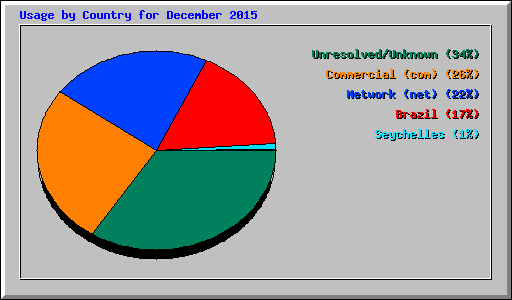 Usage by Country for December 2015
Unresolved/Unknown (34%)
Commercial (com) (26%)
Network (net) (22%)
Brazil (17%)
Seychelles (1%)